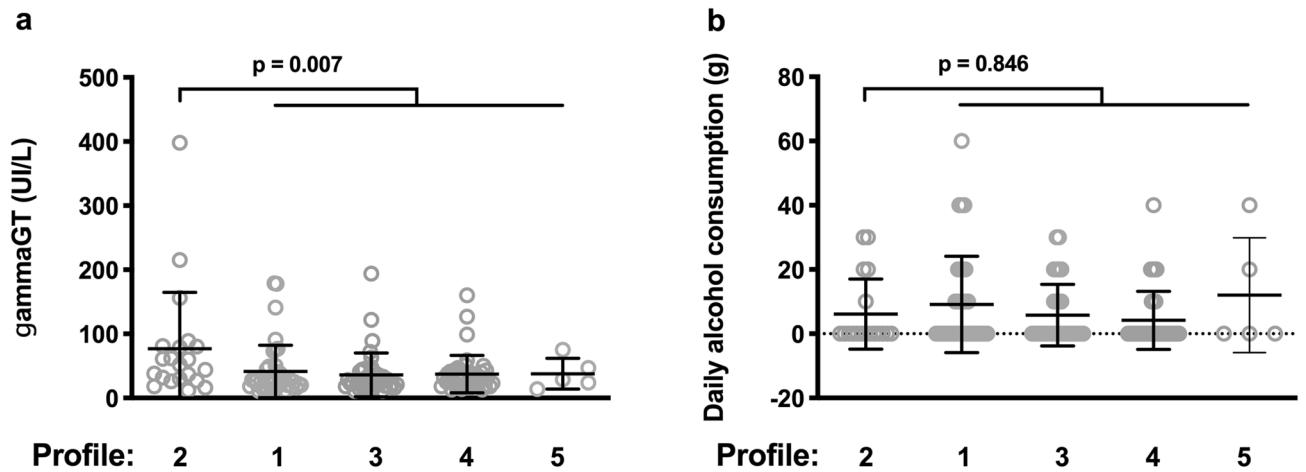 a
p = 0.007
gammaGT (UI/L)
500
400
300
200
100
0
Profile: 2 1 3 4 5
b
p = 0.846
Daily alcohol consumption (g)
80
60
40
20
0
-20
Profile: 2 1 3 4 5